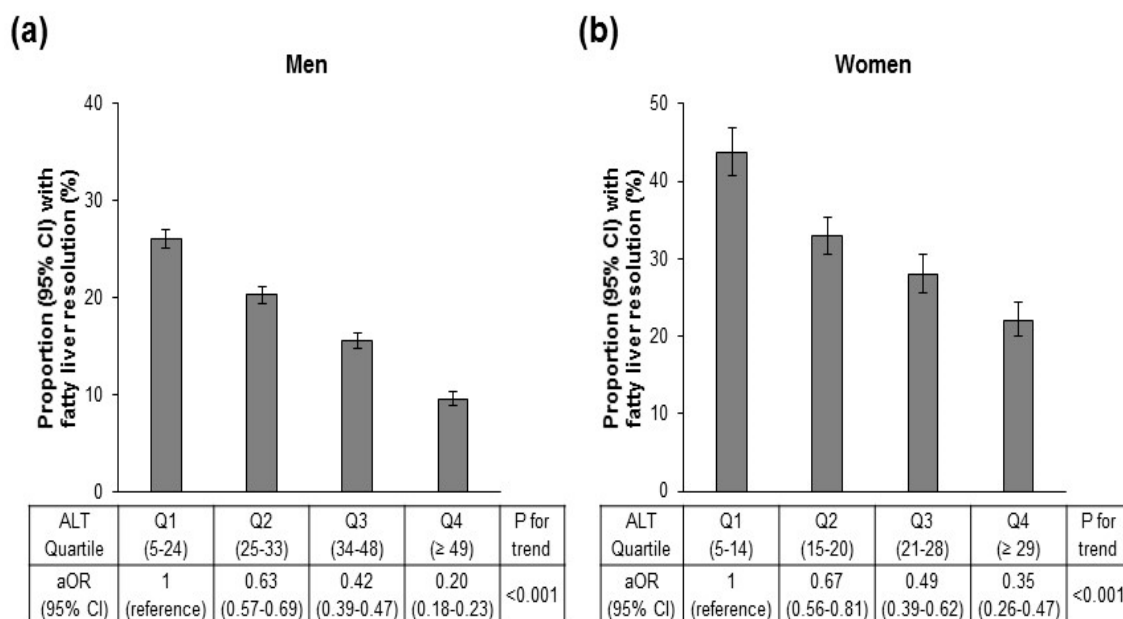 (a)
Men
Proportion (95% CI) with
fatty liver resolution (%)
40
30
20
10
0
ALT Quartile
Q1 (5-24)
Q2 (25-33)
Q3 (34-48)
Q4 (≥ 49)
P for trend
aOR (95% CI)
1 (reference)
0.63 (0.57-0.69)
0.42 (0.39-0.47)
0.20 (0.18-0.23)
<0.001
(b)
Women
Proportion (95% CI) with
fatty liver resolution (%)
50
40
30
20
10
0
ALT Quartile
Q1 (5-14)
Q2 (15-20)
Q3 (21-28)
Q4 (≥ 29)
P for trend
aOR (95% CI)
1 (reference)
0.67 (0.56-0.81)
0.49 (0.39-0.62)
0.35 (0.26-0.47)
<0.001